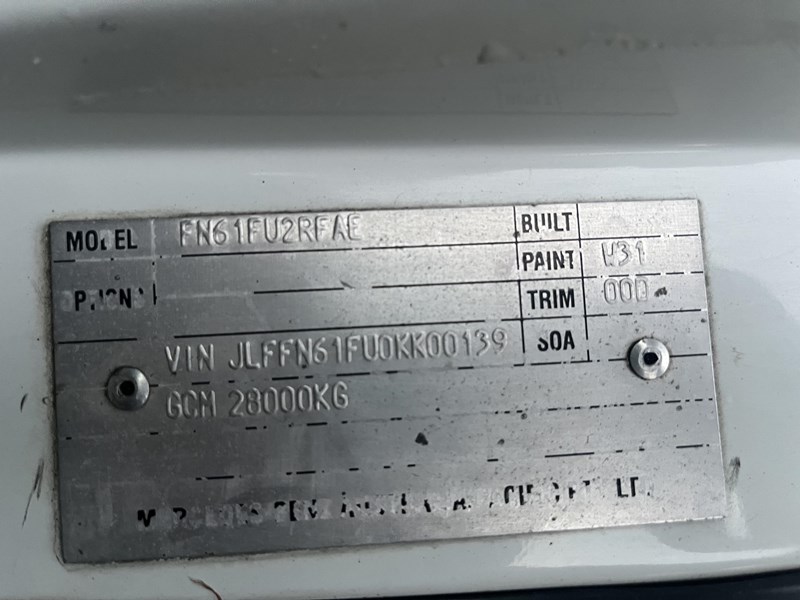 MODEL FN61FU2RFAE BUILT
PAINT W31
TRIM 000
VIN JLFFN61FU0KK00139 SOA
GCM 28000KG